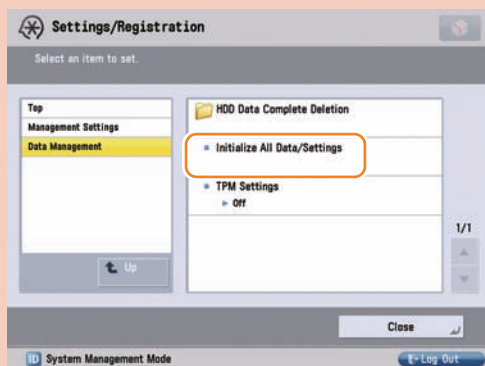 Settings/Registration
Select an item to set.
Top
Management Settings
Data Management
Up
HDD Data Complete Deletion
Initialize All Data/Settings
TPM Settings
Off
1/1
Close
ID System Management Mode
Log Out